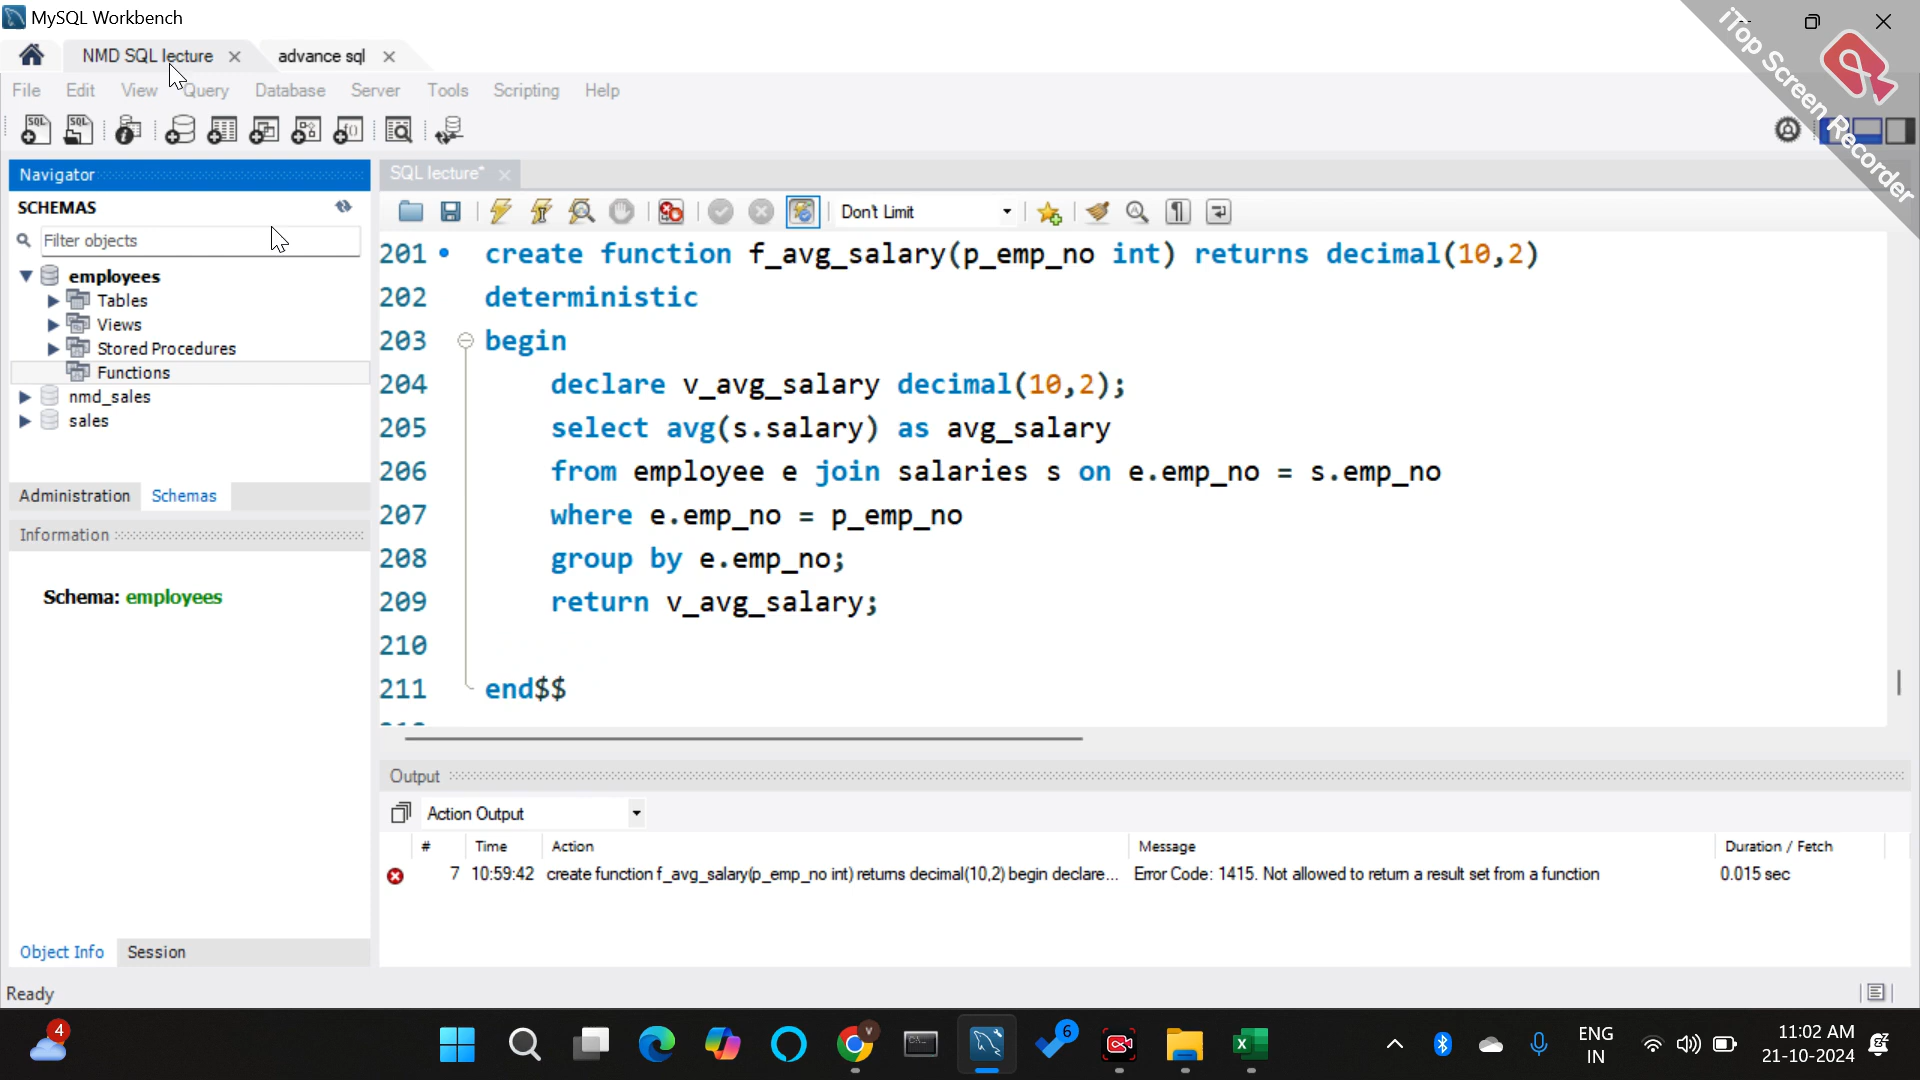 MySQL Workbench
NMD SQL lecture
advance sql
File Edit View Query Database Server Tools Scripting Help
iTop Screen Recorder
Navigator
SCHEMAS
Filter objects
employees
Tables
Views
Stored Procedures
Functions
nmd_sales
sales
Administration Schemas
Information
Schema: employees
Object Info Session
Ready
SQL lecture*
Don't Limit
201 create function f_avg_salary(p_emp_no int) returns decimal(10,2)
202 deterministic
203 begin
204 declare v_avg_salary decimal(10,2);
205 select avg(s.salary) as avg_salary
206 from employee e join salaries s on e.emp_no = s.emp_no
207 where e.emp_no = p_emp_no
208 group by e.emp_no;
209 return v_avg_salary;
210
211 end$$
Output
Action Output
# Time Action Message Duration / Fetch
7 10:59:42 create function f_avg_salary(p_emp_no int) returns decimal(10,2) begin declare... Error Code: 1415. Not allowed to return a result set from a function 0.015 sec
4
V
6
ENG
IN
11:02 AM
21-10-2024